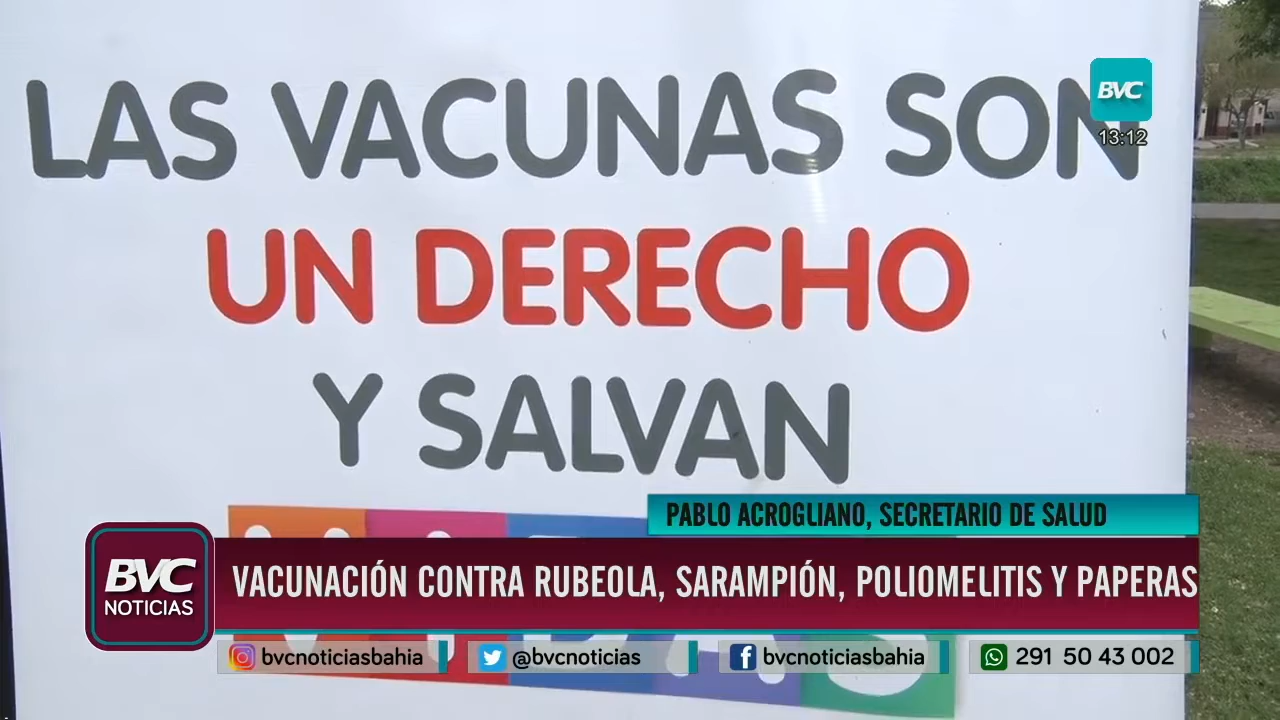 LAS VACUNAS SON
UN DERECHO
Y SALVAN
BVC
13:12
PABLO ACROGLIANO, SECRETARIO DE SALUD
BVC
NOTICIAS
VACUNACIÓN CONTRA RUBEOLA, SARAMPIÓN, POLIOMELITIS Y PAPERAS
bvcnoticiasbahia
@bvcnoticias
bvcnoticiasbahia
291 50 43 002